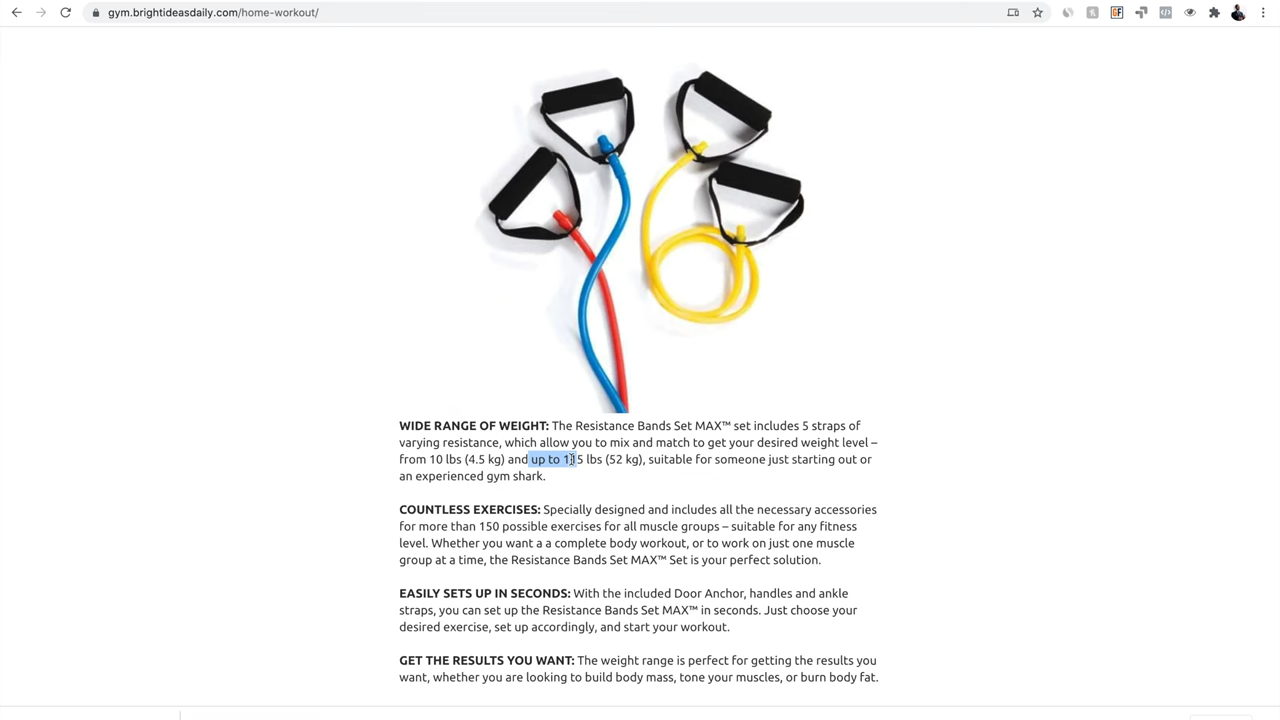 gym.brightideasdaily.com/home-workout/
WIDE RANGE OF WEIGHT: The Resistance Bands Set MAX™ set includes 5 straps of
varying resistance, which allow you to mix and match to get your desired weight level –
from 10 lbs (4.5 kg) and up to 115 lbs (52 kg), suitable for someone just starting out or
an experienced gym shark.
COUNTLESS EXERCISES: Specially designed and includes all the necessary accessories
for more than 150 possible exercises for all muscle groups – suitable for any fitness
level. Whether you want a a complete body workout, or to work on just one muscle
group at a time, the Resistance Bands Set MAX™ Set is your perfect solution.
EASILY SETS UP IN SECONDS: With the included Door Anchor, handles and ankle
straps, you can set up the Resistance Bands Set MAX™ in seconds. Just choose your
desired exercise, set up accordingly, and start your workout.
GET THE RESULTS YOU WANT: The weight range is perfect for getting the results you
want, whether you are looking to build body mass, tone your muscles, or burn body fat.